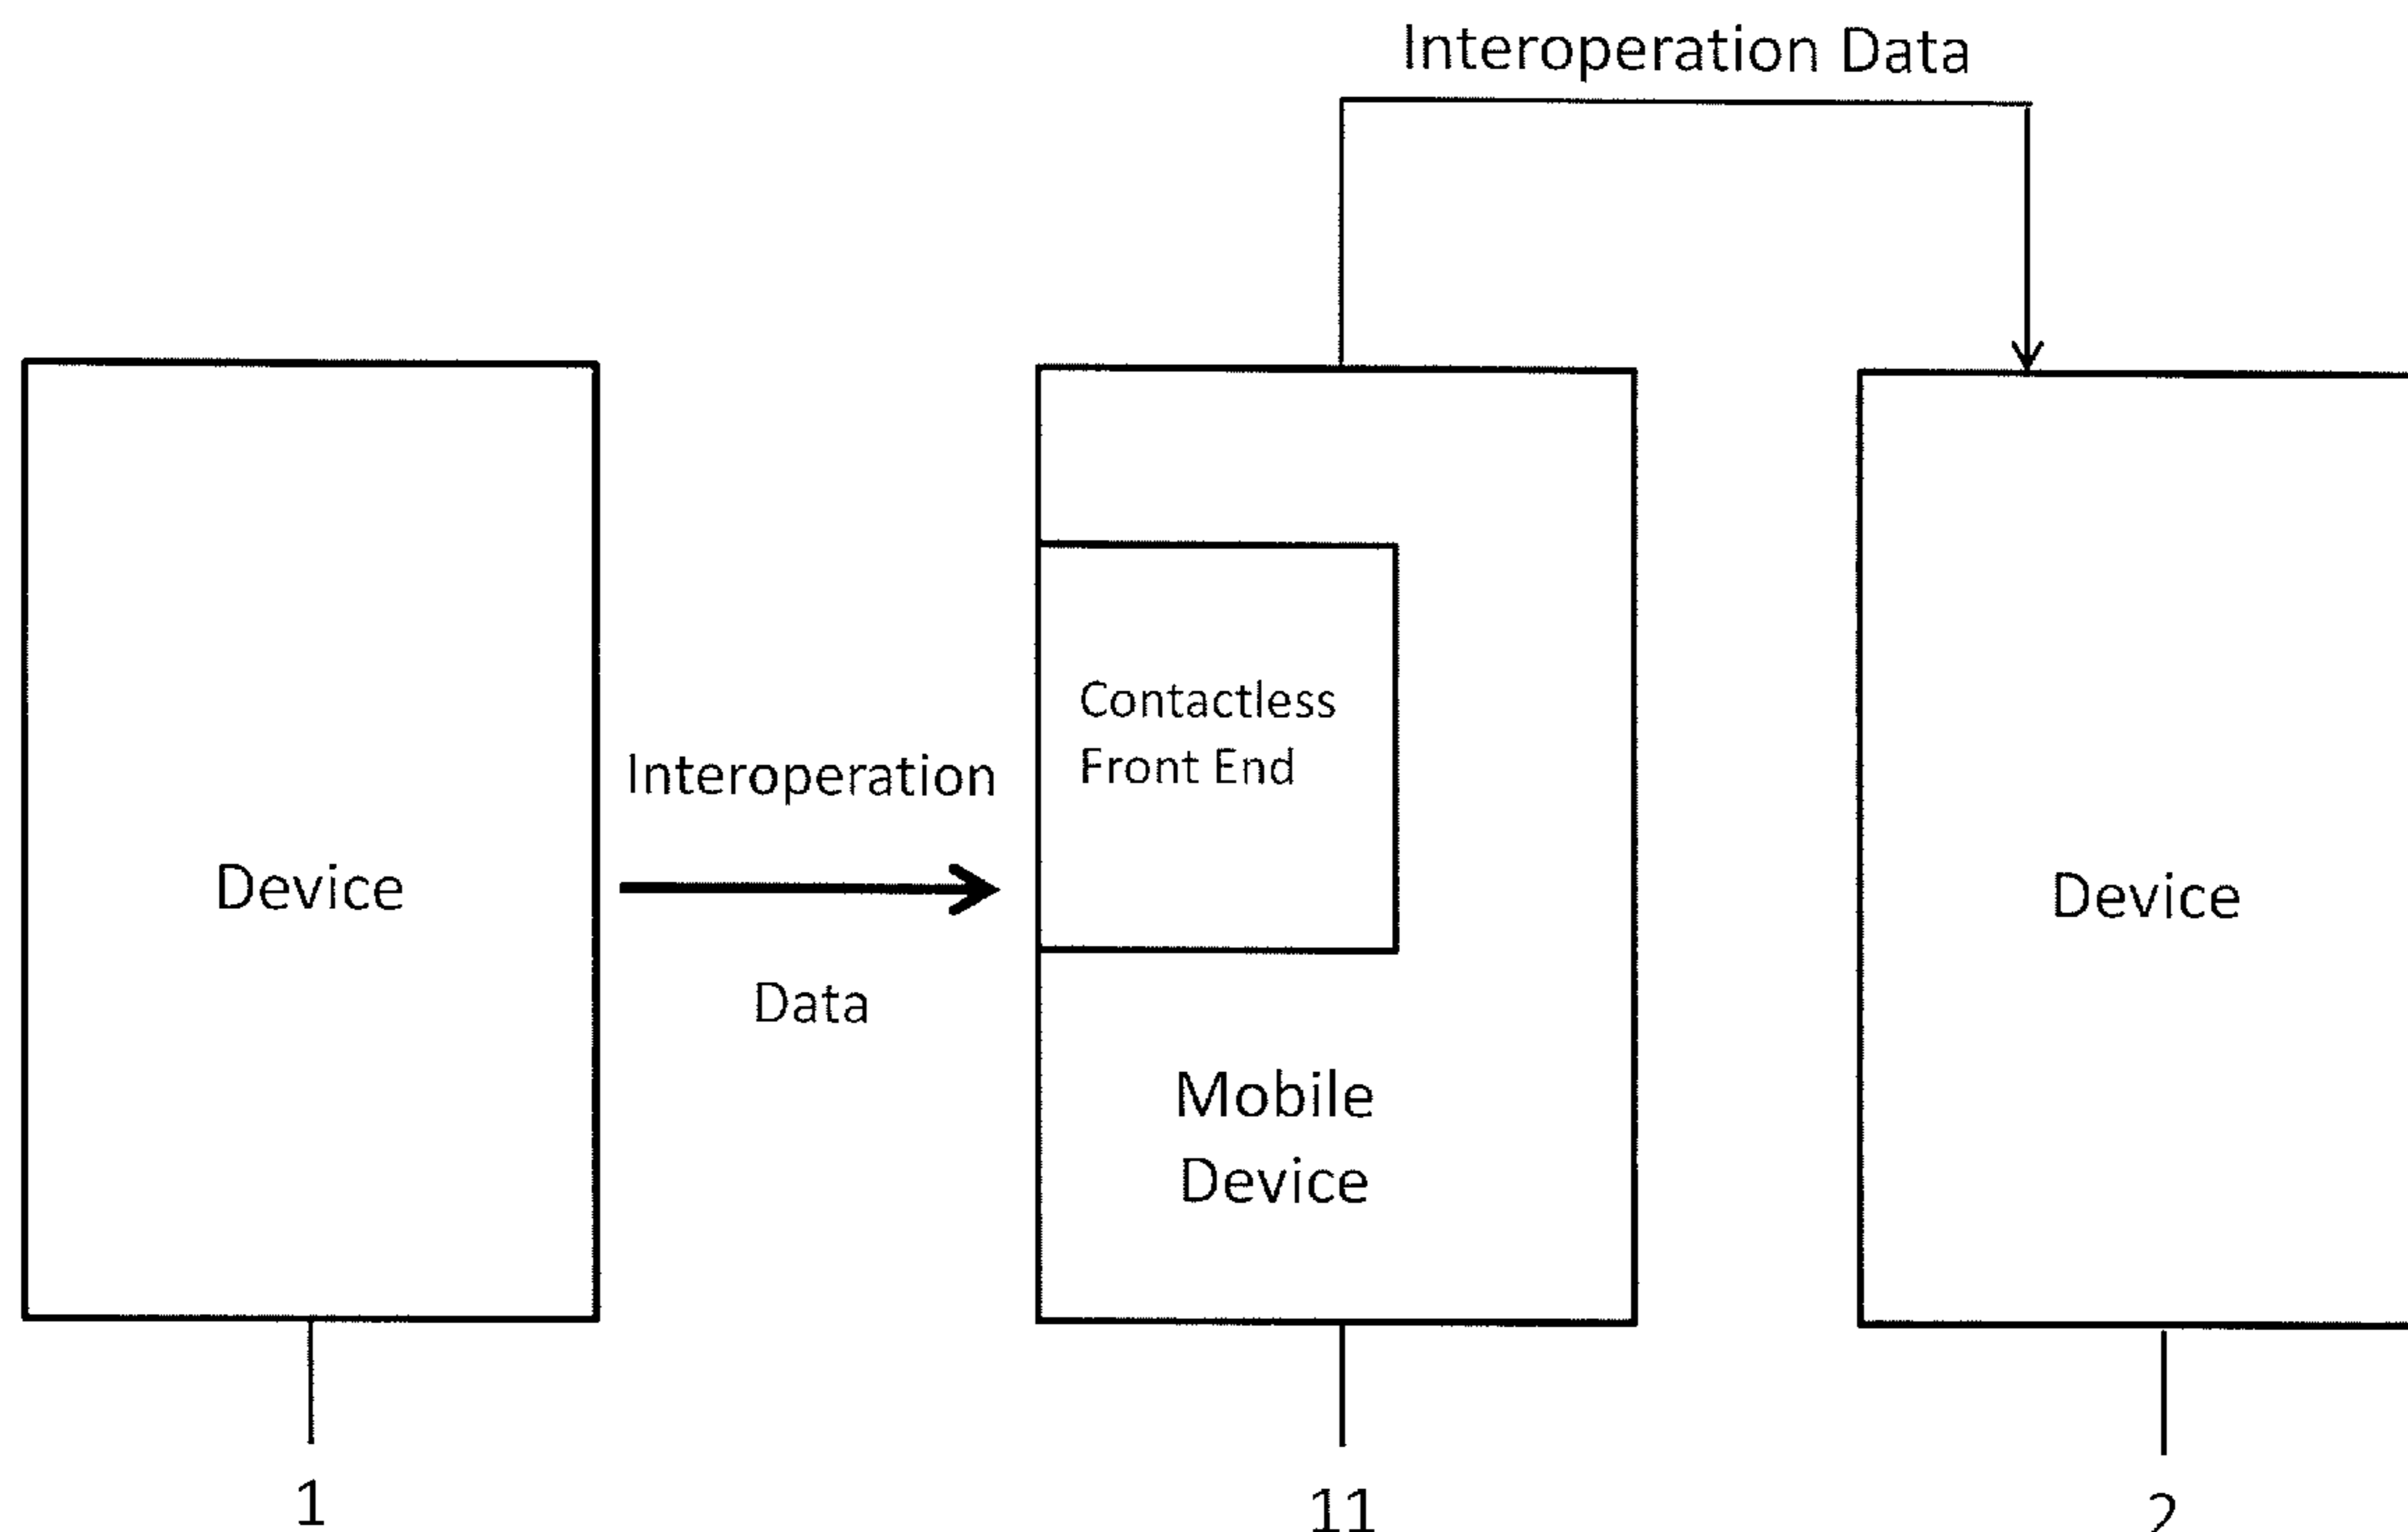 Interoperation Data
Device
Interoperation
Data
Contactless
Front End
Mobile
Device
Device
1
11
2